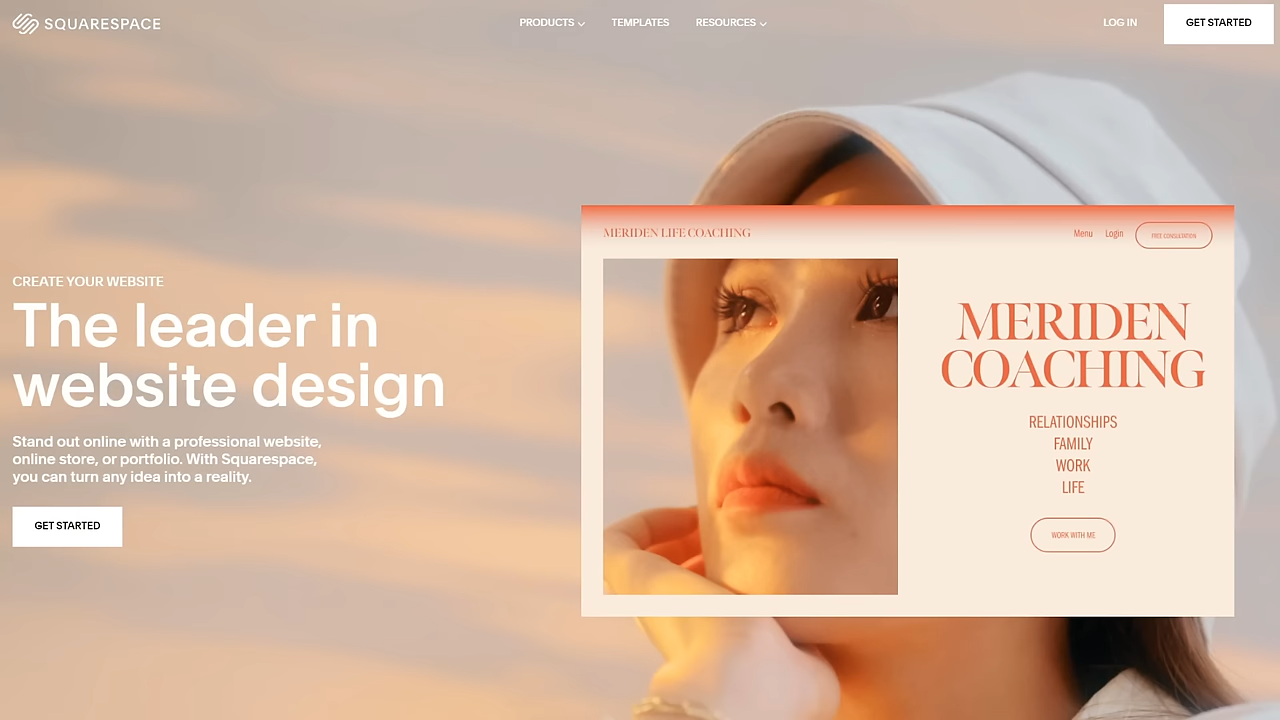 SQUARESPACE
PRODUCTS
TEMPLATES
RESOURCES
LOG IN
GET STARTED
CREATE YOUR WEBSITE
The leader in
website design
Stand out online with a professional website,
online store, or portfolio. With Squarespace,
you can turn any idea into a reality.
GET STARTED
MERIDEN LIFE COACHING
Menu
Login
FREE CONSULTATION
MERIDEN
COACHING
RELATIONSHIPS
FAMILY
WORK
LIFE
WORK WITH ME